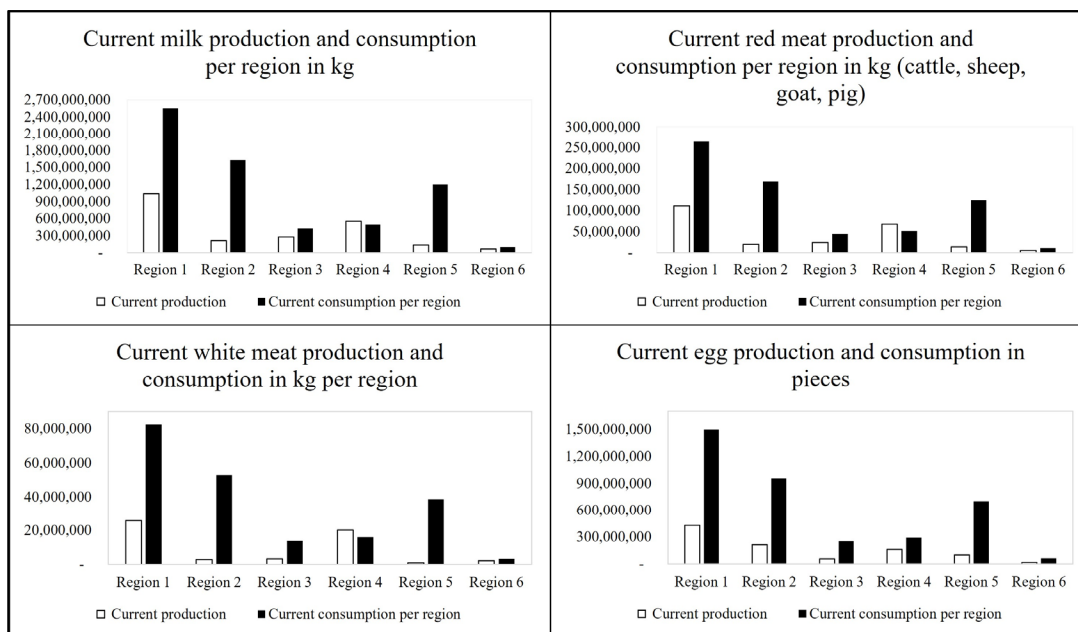 Current milk production and consumption
per region in kg
2,700,000,000
2,400,000,000
2,100,000,000
1,800,000,000
1,500,000,000
1,200,000,000
900,000,000
600,000,000
300,000,000
-
Region 1 Region 2 Region 3 Region 4 Region 5 Region 6
Current production Current consumption per region
Current red meat production and
consumption per region in kg (cattle, sheep,
goat, pig)
300,000,000
250,000,000
200,000,000
150,000,000
100,000,000
50,000,000
-
Region 1 Region 2 Region 3 Region 4 Region 5 Region 6
Current production Current consumption per region
Current white meat production and
consumption in kg per region
80,000,000
60,000,000
40,000,000
20,000,000
-
Region 1 Region 2 Region 3 Region 4 Region 5 Region 6
Current production Current consumption per region
Current egg production and consumption in
pieces
1,500,000,000
1,200,000,000
900,000,000
600,000,000
300,000,000
-
Region 1 Region 2 Region 3 Region 4 Region 5 Region 6
Current production Current consumption per region